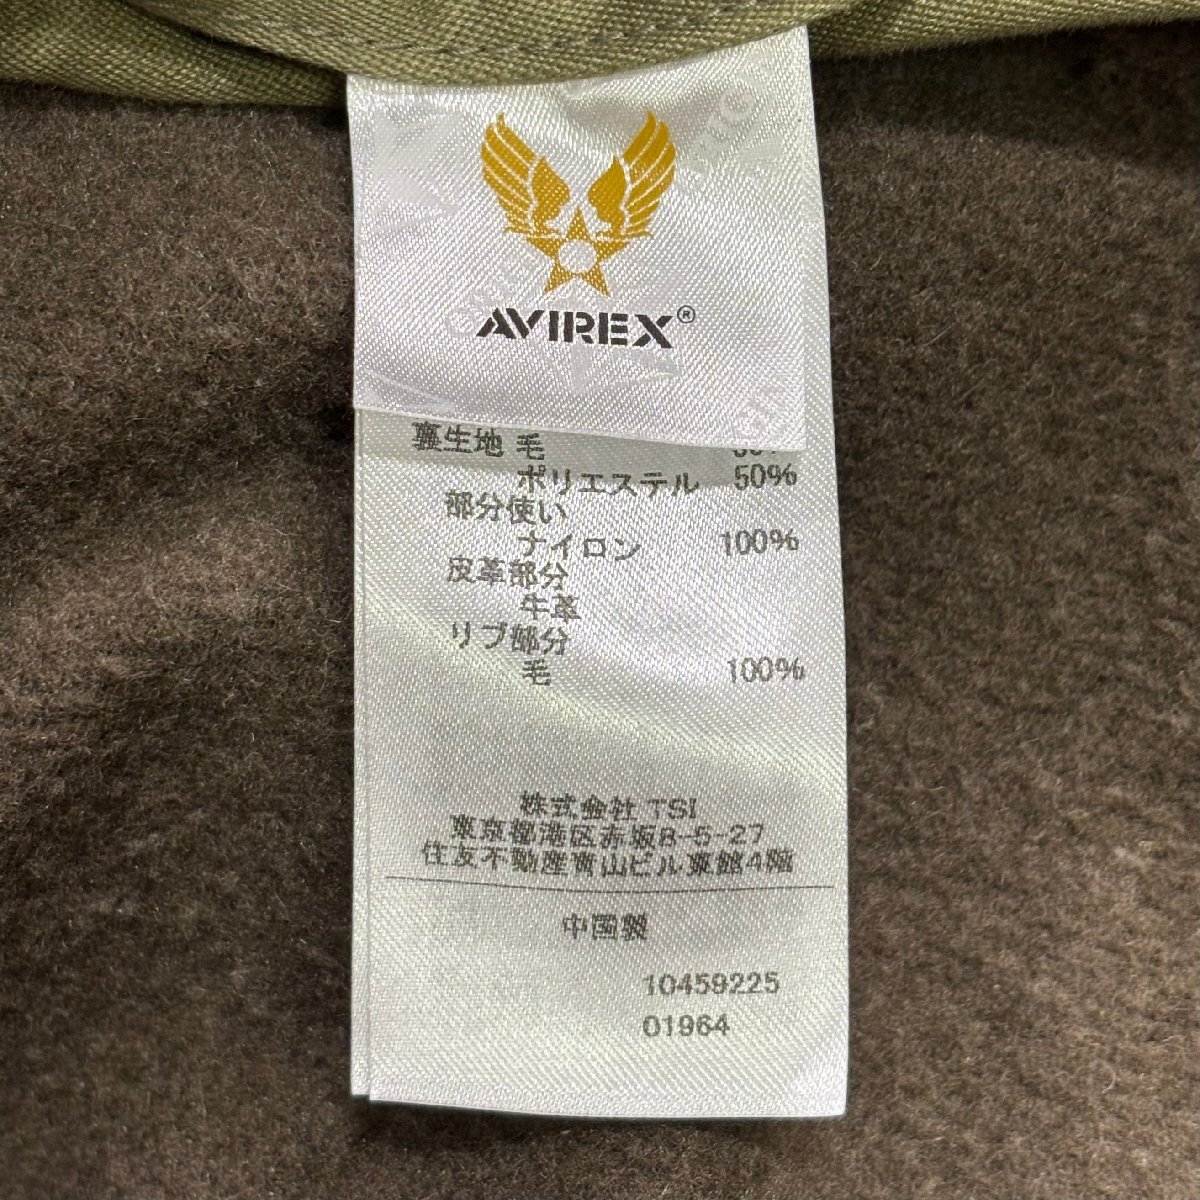 AVIREX®
裏生地 毛
ポリエステル 50%
部分使い
ナイロン 100%
皮革部分
牛革
リブ部分
毛 100%
株式会社 TSI
東京都港区赤坂8-5-27
住友不動産青山ビル東館4階
中国製
10459225
01964